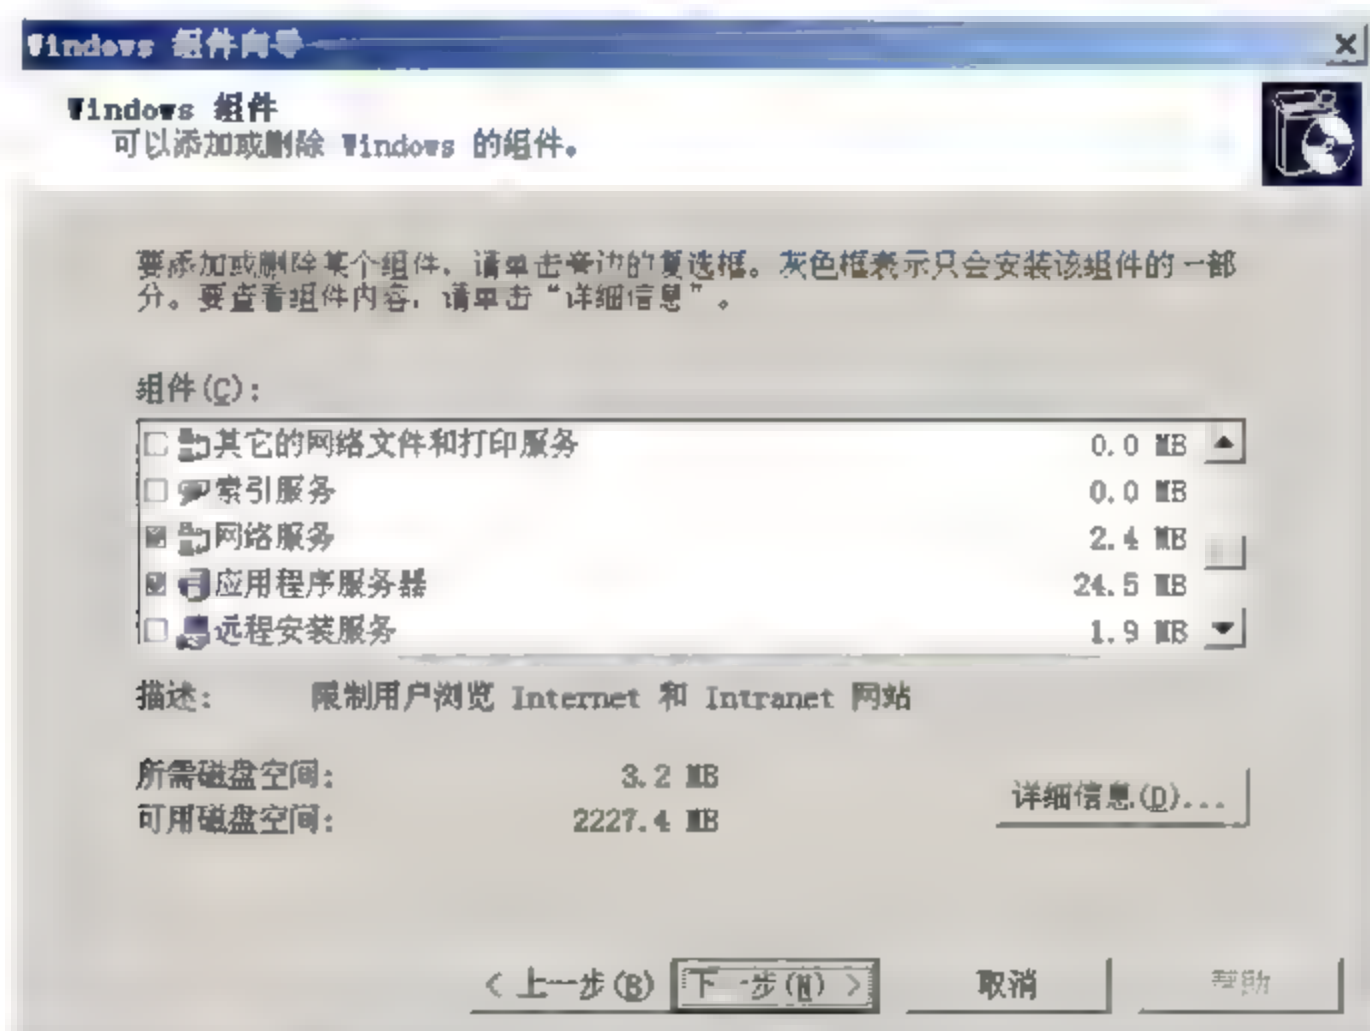 Windows 组件向导
Windows 组件
可以添加或删除 Windows 的组件。
要添加或删除某个组件，请单击旁边的复选框。灰色框表示只会安装该组件的一部
分。要查看组件内容，请单击“详细信息”。
组件(C):
其它的网络文件和打印服务 0.0 MB
索引服务 0.0 MB
网络服务 2.4 MB
应用程序服务器 24.5 MB
远程安装服务 1.9 MB
描述: 限制用户浏览 Internet 和 Intranet 网站
所需磁盘空间: 3.2 MB
详细信息(D)...
可用磁盘空间: 2227.4 MB
< 上一步(B) 下一步(N) > 取消 帮助